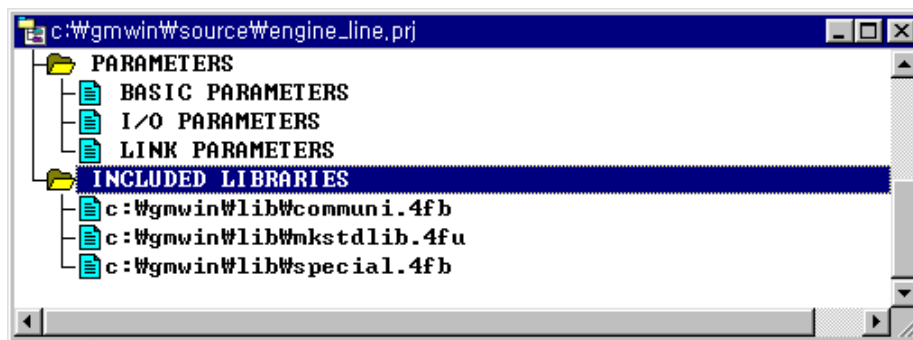 c:₩gmwin₩source₩engine_line.prj
PARAMETERS
BASIC PARAMETERS
I/O PARAMETERS
LINK PARAMETERS
INCLUDED LIBRARIES
c:₩gmwin₩lib₩communi.4fb
c:₩gmwin₩lib₩mkstdlib.4fu
c:₩gmwin₩lib₩special.4fb